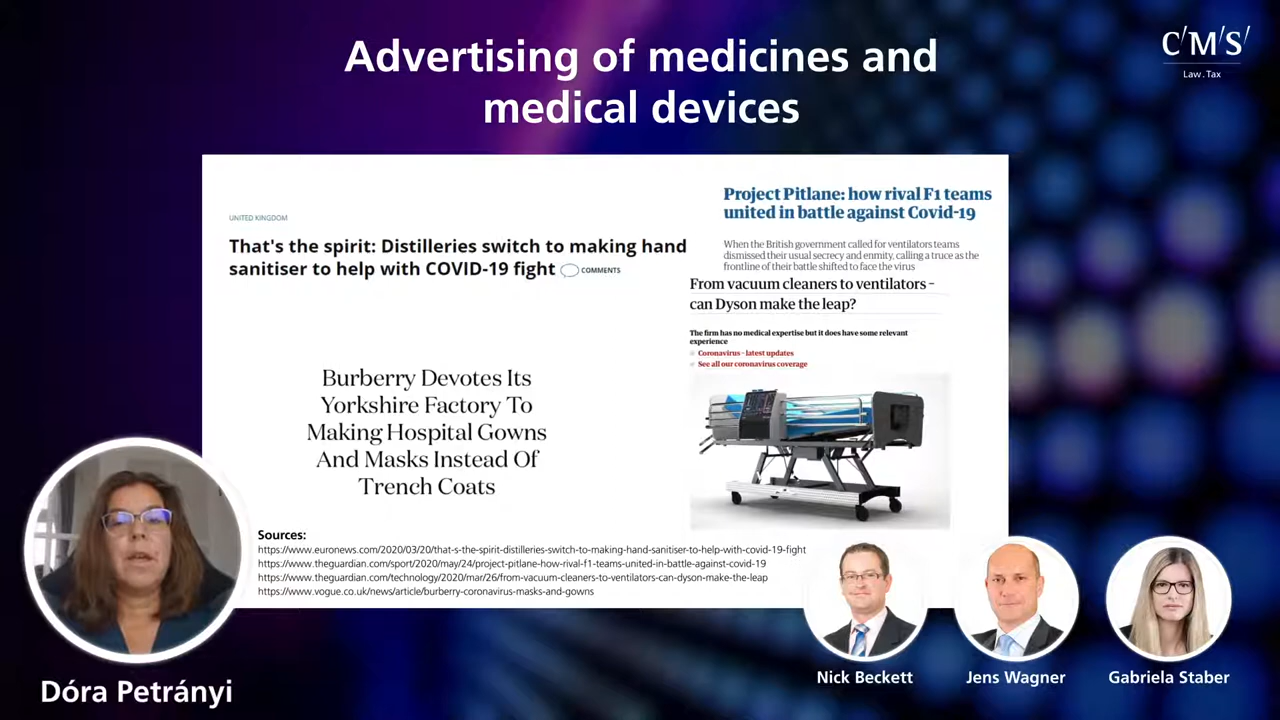 Advertising of medicines and
medical devices
C/M/S/
Law.Tax
UNITED KINGDOM
That's the spirit: Distilleries switch to making hand
sanitiser to help with COVID-19 fight COMMENTS
Project Pitlane: how rival F1 teams
united in battle against Covid-19
When the British government called for ventilators teams
dismissed their usual secrecy and enmity, calling a truce as the
frontline of their battle shifted to face the virus
From vacuum cleaners to ventilators –
can Dyson make the leap?
The firm has no medical expertise but it does have some relevant
experience
Coronavirus – latest updates
See all our coronavirus coverage
Burberry Devotes Its
Yorkshire Factory To
Making Hospital Gowns
And Masks Instead Of
Trench Coats
Sources:
https://www.euronews.com/2020/03/20/that-s-the-spirit-distilleries-switch-to-making-hand-sanitiser-to-help-with-covid-19-fight
https://www.theguardian.com/sport/2020/may/24/project-pitlane-how-rival-f1-teams-united-in-battle-against-covid-19
https://www.theguardian.com/technology/2020/mar/26/from-vacuum-cleaners-to-ventilators-can-dyson-make-the-leap
https://www.vogue.co.uk/news/article/burberry-coronavirus-masks-and-gowns
Dóra Petrányi
Nick Beckett
Jens Wagner
Gabriela Staber